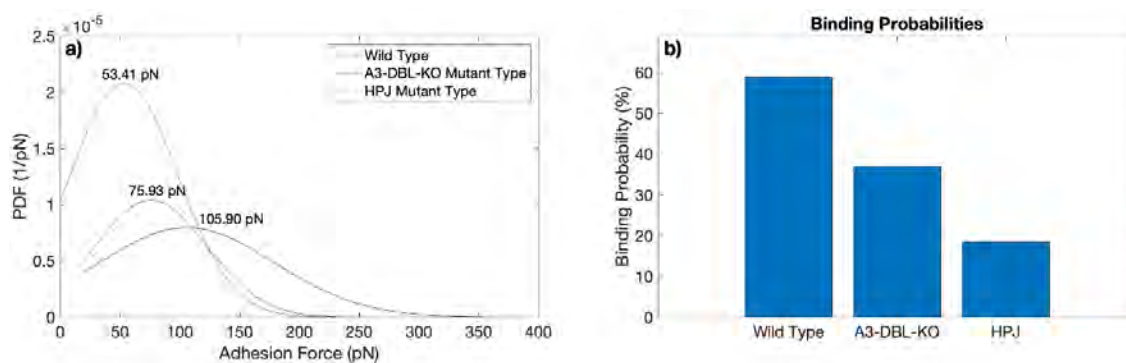 ×10⁻⁵
a)
Wild Type
A3-DBL-KO Mutant Type
HPJ Mutant Type
53.41 pN
75.93 pN
105.90 pN
2.5
2
1.5
1
0.5
0
PDF (1/pN)
0 50 100 150 200 250 300 350 400
Adhesion Force (pN)
Binding Probabilities
b)
60
50
40
30
20
10
0
Binding Probability (%)
Wild Type A3-DBL-KO HPJ